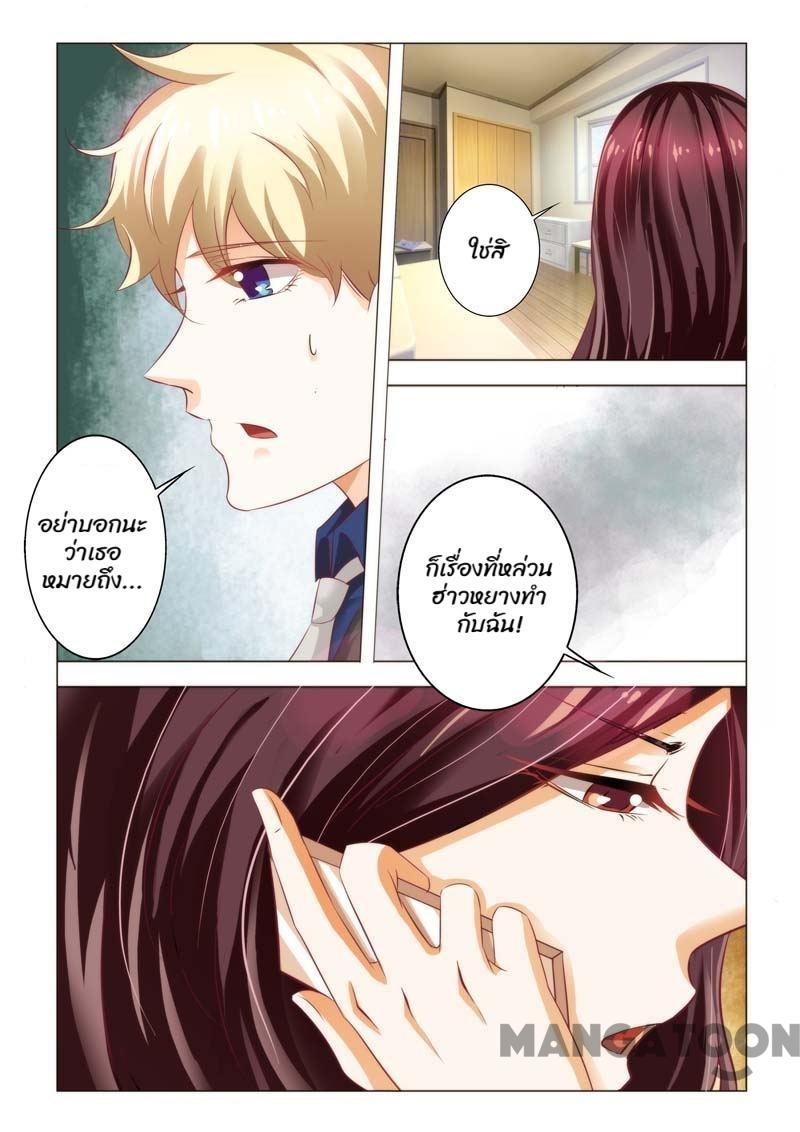 อย่าบอกนะ
ว่าเธอ
หมายถึง...
ใช่สิ
ก็เรื่องที่หล่วน
ฮ่าวหยางทำ
กับฉัน!
MANGATOON